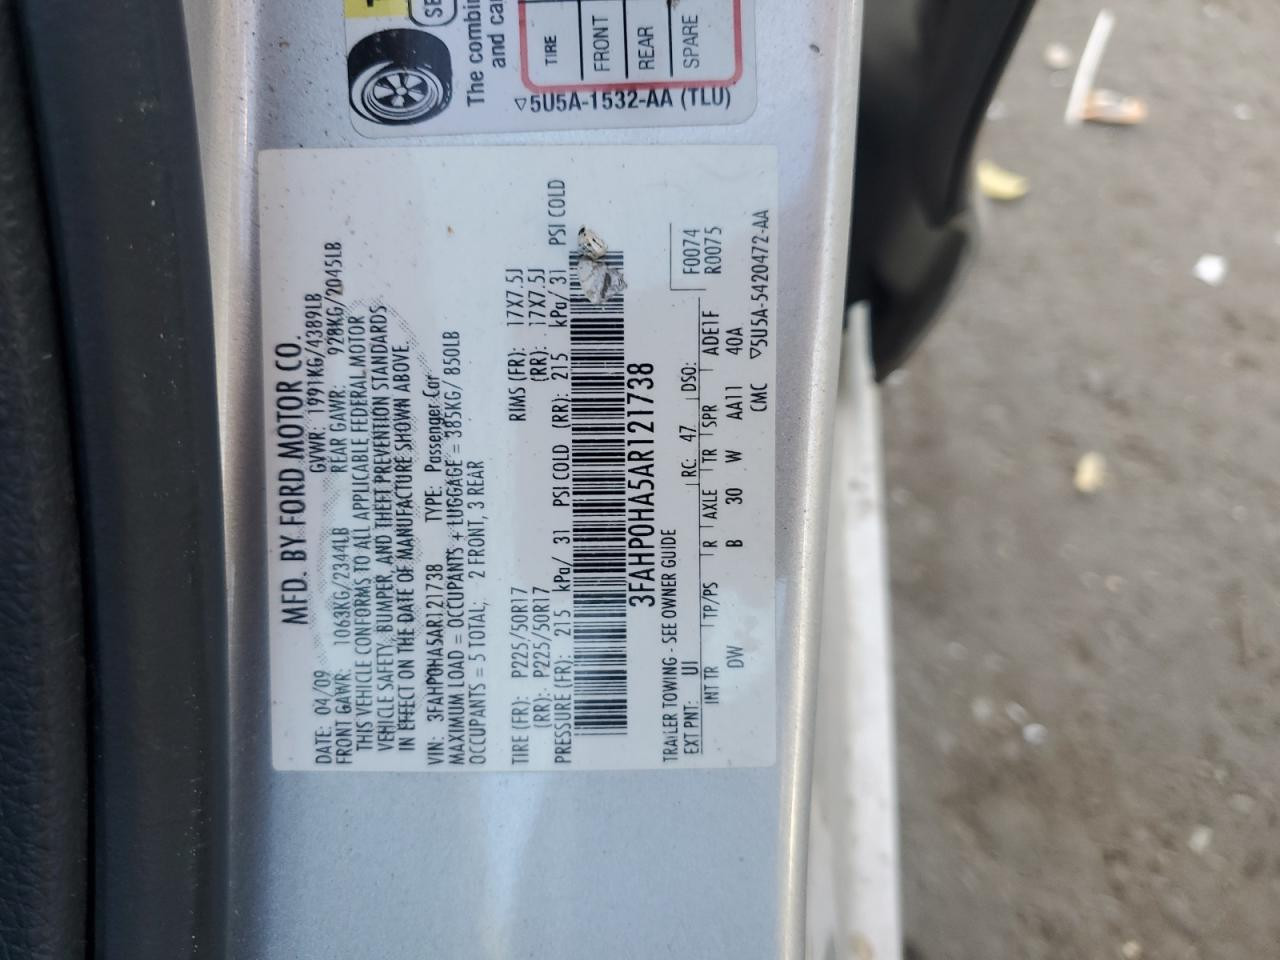 SE
The combin
and car
TIRE
FRONT
REAR
SPARE
▽5U5A-1532-AA (TLU)
MFD. BY FORD MOTOR CO.
DATE: 04/09 GVWR: 1991KG/4389LB
FRONT GAWR: 1063KG/2344LB REAR GAWR: 928KG/2045LB
THIS VEHICLE CONFORMS TO ALL APPLICABLE FEDERAL MOTOR
VEHICLE SAFETY, BUMPER, AND THEFT PREVENTION STANDARDS
IN EFFECT ON THE DATE OF MANUFACTURE SHOWN ABOVE.
VIN: 3FAHP0HA5AR121738 TYPE: Passenger Car
MAXIMUM LOAD = OCCUPANTS + LUGGAGE = 385KG/ 850LB
OCCUPANTS = 5 TOTAL; 2 FRONT, 3 REAR
TIRE (FR): P225/50R17 RIMS (FR): 17X7.5J
(RR): P225/50R17 (RR): 17X7.5J
PRESSURE (FR): 215 kPa/ 31 PSI COLD (RR): 215 kPa/ 31 PSI COLD
3FAHP0HA5AR121738
TRAILER TOWING - SEE OWNER GUIDE F0074
EXT PNT: UI RC: 47 DSO: R0075
INT TR TP/PS R AXLE TR SPR ADE1F
DW B 30 W AA11 40A
CMC ▽5U5A-5420472-AA